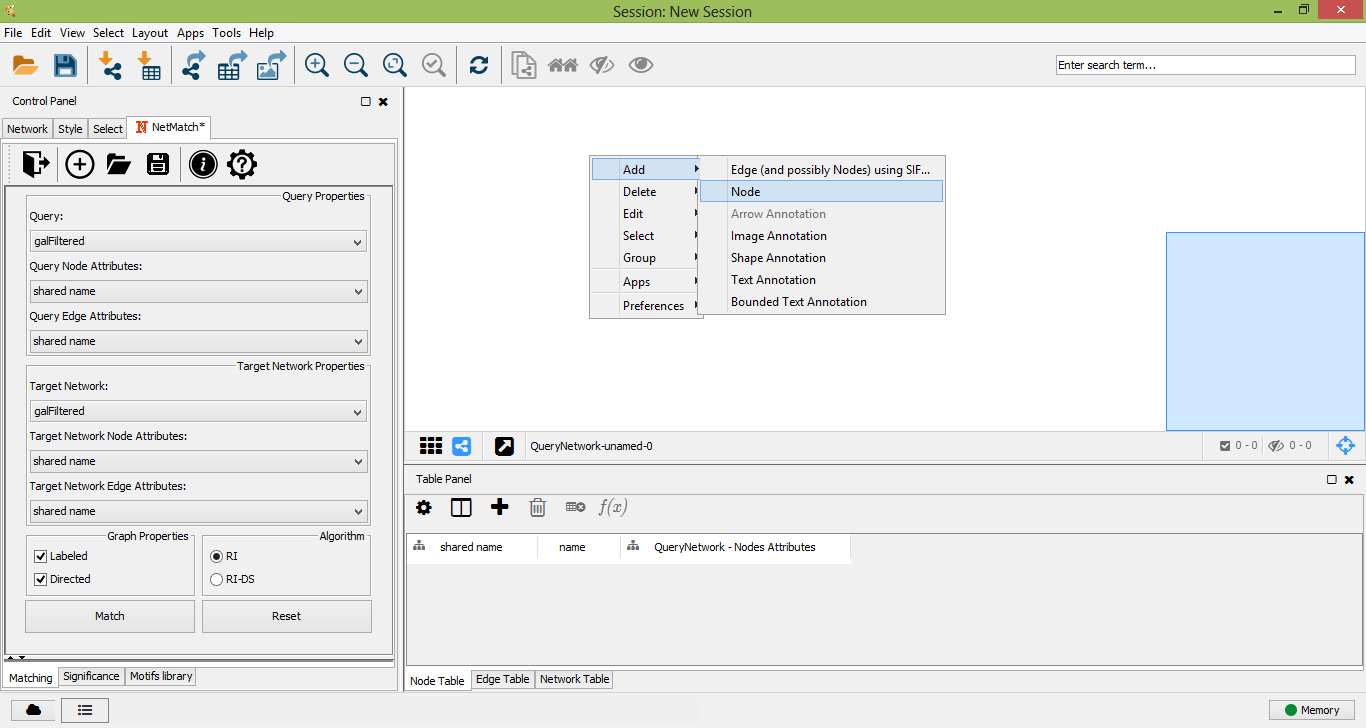 Session: New Session
File Edit View Select Layout Apps Tools Help
Enter search term...
Control Panel
Network Style Select NetMatch*
Query Properties
Query:
galFiltered
Query Node Attributes:
shared name
Query Edge Attributes:
shared name
Target Network Properties
Target Network:
galFiltered
Target Network Node Attributes:
shared name
Target Network Edge Attributes:
shared name
Graph Properties
Labeled
Directed
Algorithm
RI
RI-DS
Match
Reset
Matching Significance Motifs library
Add
Delete
Edit
Select
Group
Apps
Preferences
Edge (and possibly Nodes) using SIF...
Node
Arrow Annotation
Image Annotation
Shape Annotation
Text Annotation
Bounded Text Annotation
QueryNetwork-unamed-0
0 - 0
0 - 0
Table Panel
f(x)
shared name name QueryNetwork - Nodes Attributes
Node Table Edge Table Network Table
Memory